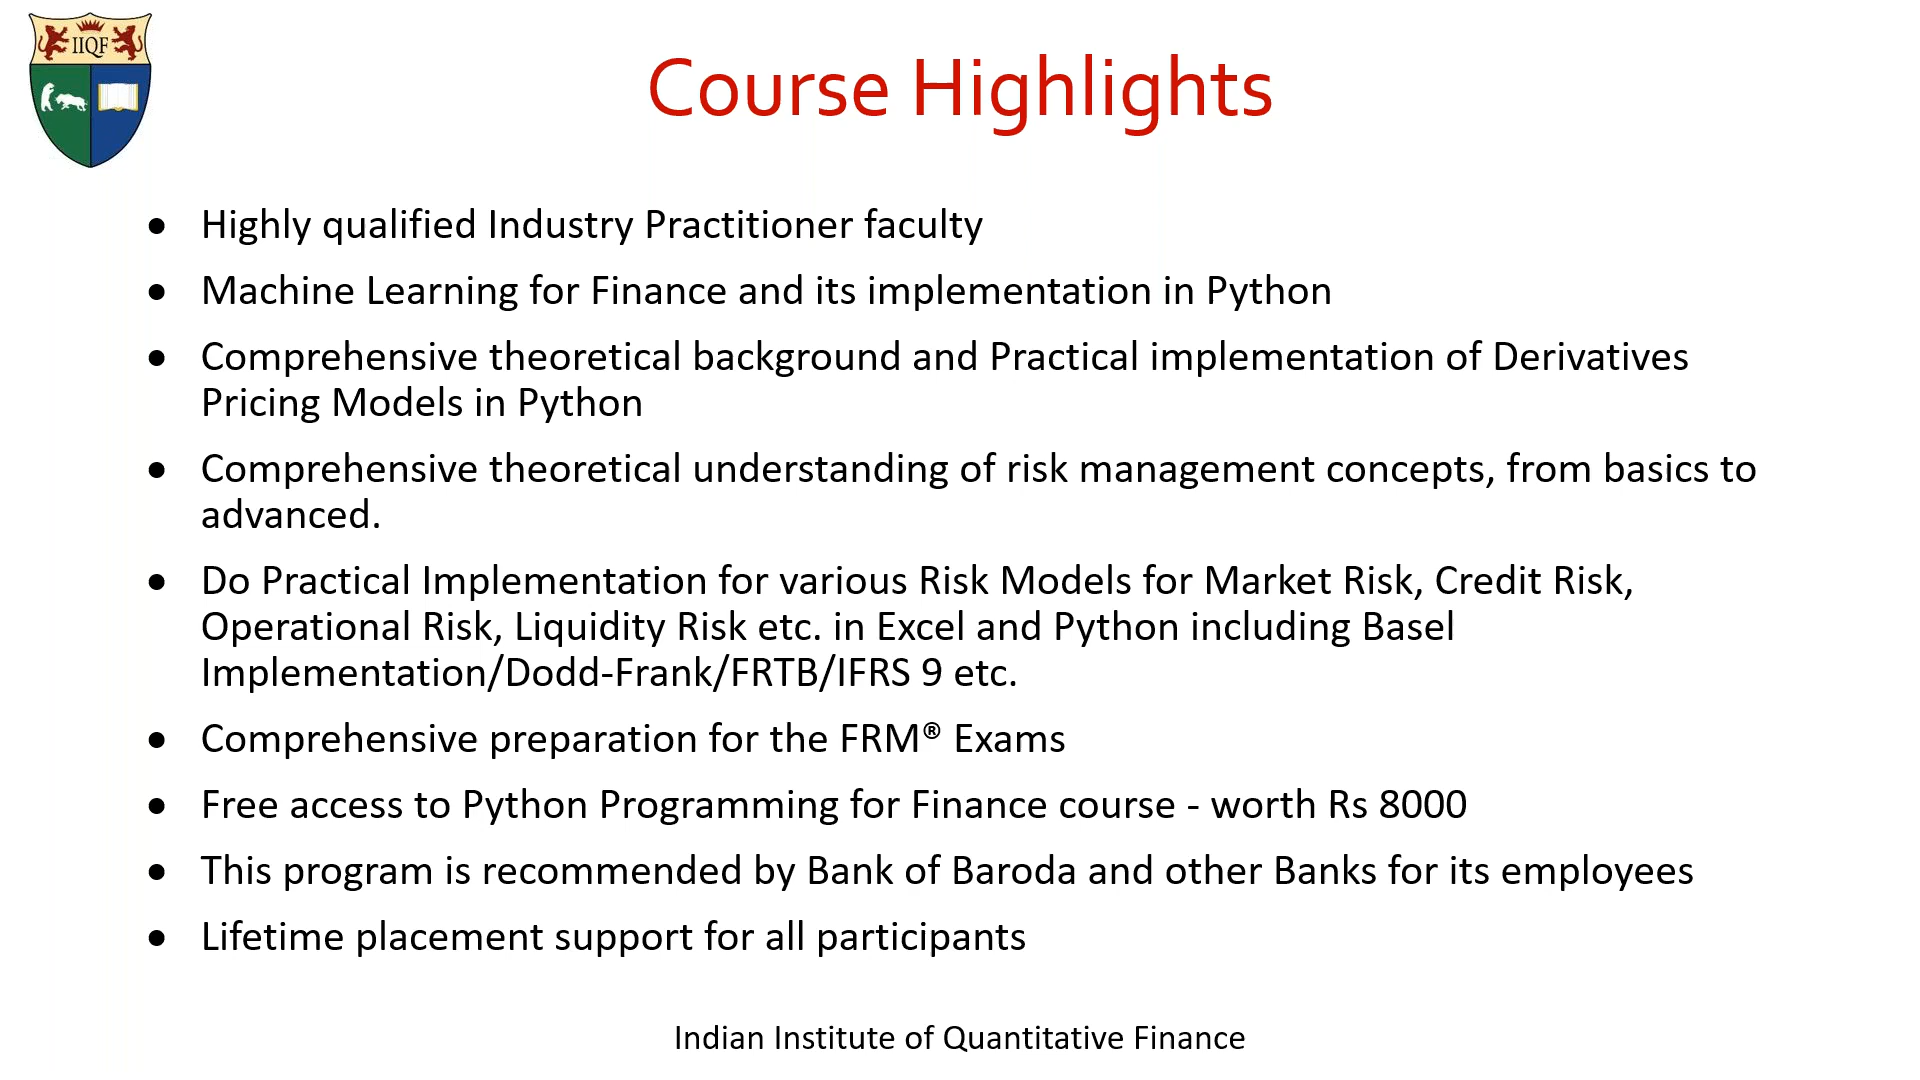 IIQF
Course Highlights
● Highly qualified Industry Practitioner faculty
● Machine Learning for Finance and its implementation in Python
● Comprehensive theoretical background and Practical implementation of Derivatives
Pricing Models in Python
● Comprehensive theoretical understanding of risk management concepts, from basics to
advanced.
● Do Practical Implementation for various Risk Models for Market Risk, Credit Risk,
Operational Risk, Liquidity Risk etc. in Excel and Python including Basel
Implementation/Dodd-Frank/FRTB/IFRS 9 etc.
● Comprehensive preparation for the FRM® Exams
● Free access to Python Programming for Finance course - worth Rs 8000
● This program is recommended by Bank of Baroda and other Banks for its employees
● Lifetime placement support for all participants
Indian Institute of Quantitative Finance